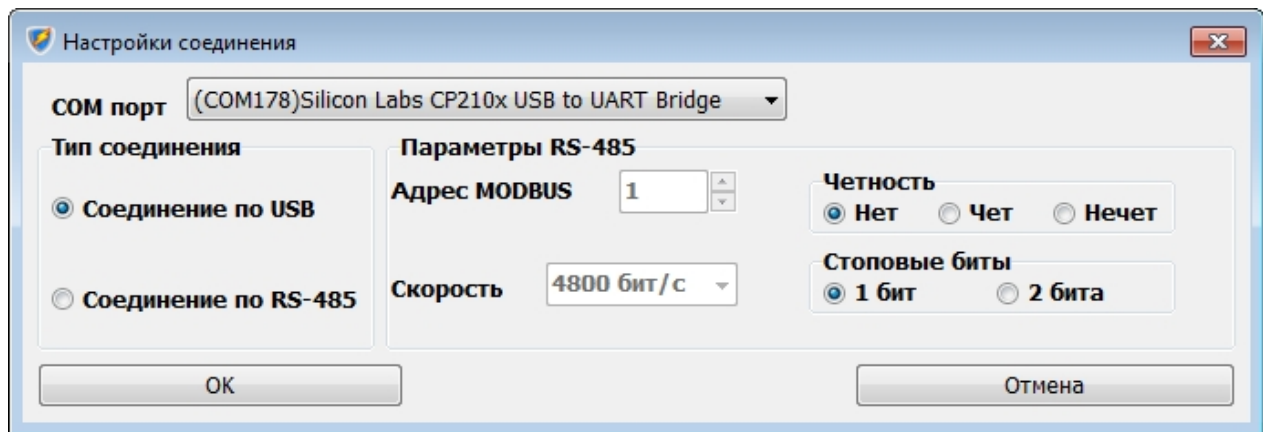 Настройки соединения
COM порт (COM178)Silicon Labs CP210x USB to UART Bridge
Тип соединения
Соединение по USB
Соединение по RS-485
Параметры RS-485
Адрес MODBUS 1
Скорость 4800 бит/с
Четность
Нет Чет Нечет
Стоповые биты
1 бит 2 бита
OK Отмена